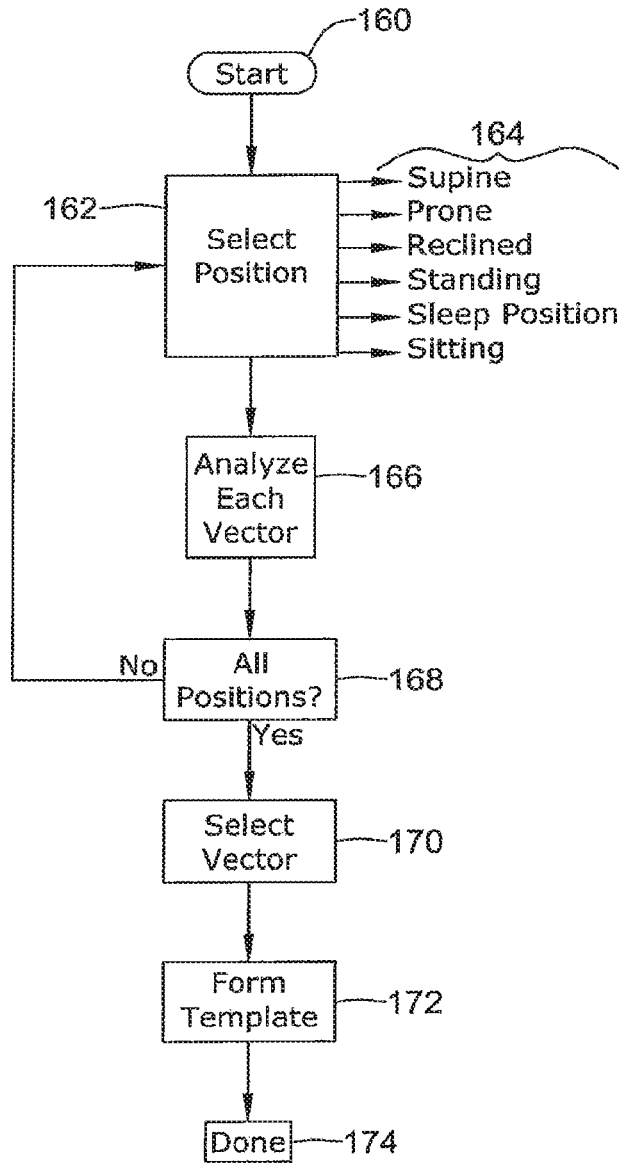 160
Start
164
162
Select
Position
Supine
Prone
Reclined
Standing
Sleep Position
Sitting
Analyze
Each
Vector
166
No
All
Positions?
168
Yes
Select
Vector
170
Form
Template
172
Done
174